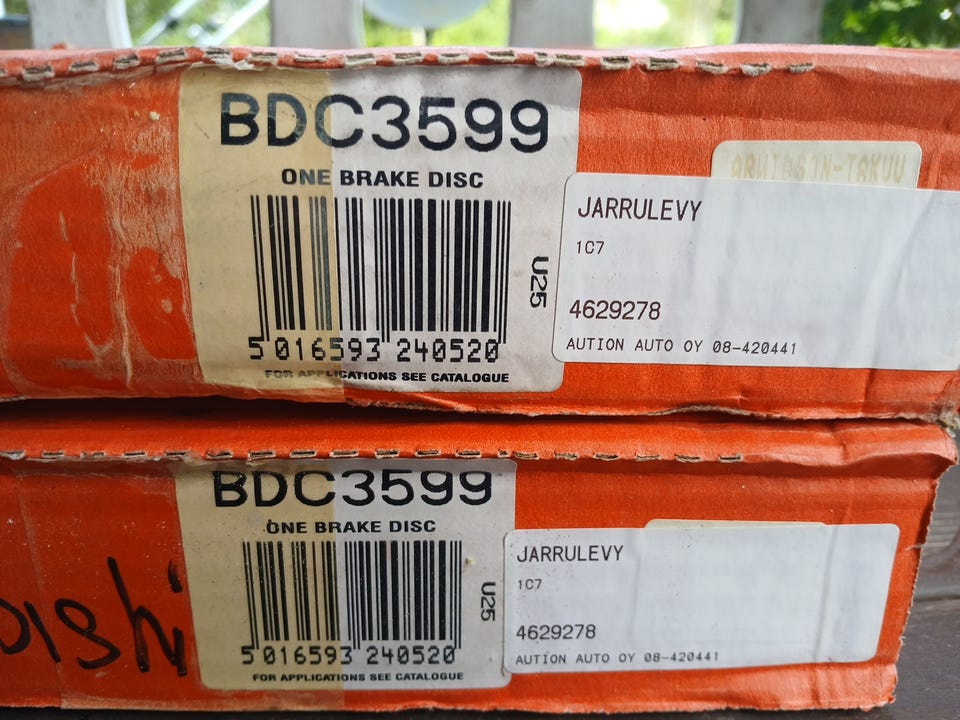 BDC3599
ONE BRAKE DISC
U25
5 016593 240520
FOR APPLICATIONS SEE CATALOGUE
JARRULEVY
1C7
4629278
AUTION AUTO OY 08-420441
BDC3599
ONE BRAKE DISC
U25
5 016593 240520
FOR APPLICATIONS SEE CATALOGUE
JARRULEVY
1C7
4629278
AUTION AUTO OY 08-420441